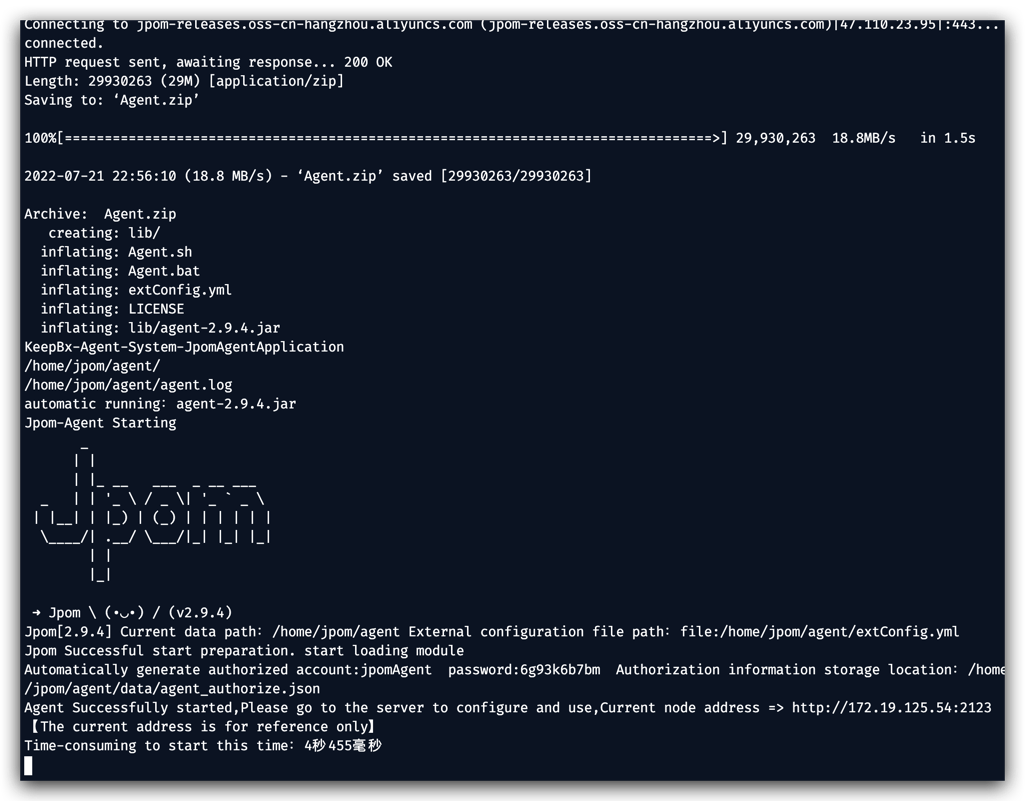 Connecting to jpom-releases.oss-cn-hangzhou.aliyuncs.com (jpom-releases.oss-cn-hangzhou.aliyuncs.com)|47.110.23.95|:443...
connected.
HTTP request sent, awaiting response... 200 OK
Length: 29930263 (29M) [application/zip]
Saving to: ‘Agent.zip’

100%[=================================================================================>] 29,930,263  18.8MB/s   in 1.5s

2022-07-21 22:56:10 (18.8 MB/s) - ‘Agent.zip’ saved [29930263/29930263]

Archive:  Agent.zip
   creating: lib/
  inflating: Agent.sh
  inflating: Agent.bat
  inflating: extConfig.yml
  inflating: LICENSE
  inflating: lib/agent-2.9.4.jar
KeepBx-Agent-System-JpomAgentApplication
/home/jpom/agent/
/home/jpom/agent/agent.log
automatic running: agent-2.9.4.jar
Jpom-Agent Starting
       _
      | |
      | |_ __   ___  _ __ ___
  _   | | '_ \ / _ \| '_ ` _ \
 | |__| | |_) | (_) | | | | | |
  \____/| .__/ \___/|_| |_| |_|
        | |
        |_|

 ➜ Jpom \ (•◡•) / (v2.9.4)
Jpom[2.9.4] Current data path: /home/jpom/agent External configuration file path: file:/home/jpom/agent/extConfig.yml
Jpom Successful start preparation. start loading module
Automatically generate authorized account:jpomAgent  password:6g93k6b7bm  Authorization information storage location: /home
/jpom/agent/data/agent_authorize.json
Agent Successfully started,Please go to the server to configure and use,Current node address => http://172.19.125.54:2123
【The current address is for reference only】
Time-consuming to start this time: 4秒455毫秒